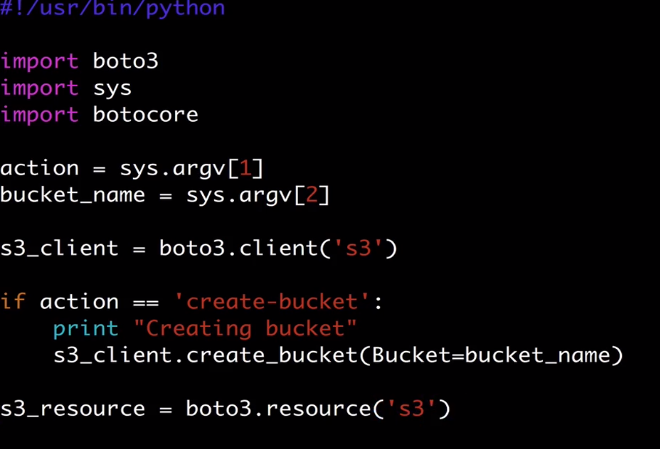 #!/usr/bin/python
import boto3
import sys
import botocore
action = sys.argv[1]
bucket_name = sys.argv[2]
s3_client = boto3.client('s3')
if action == 'create-bucket':
    print "Creating bucket"
    s3_client.create_bucket(Bucket=bucket_name)
s3_resource = boto3.resource('s3')